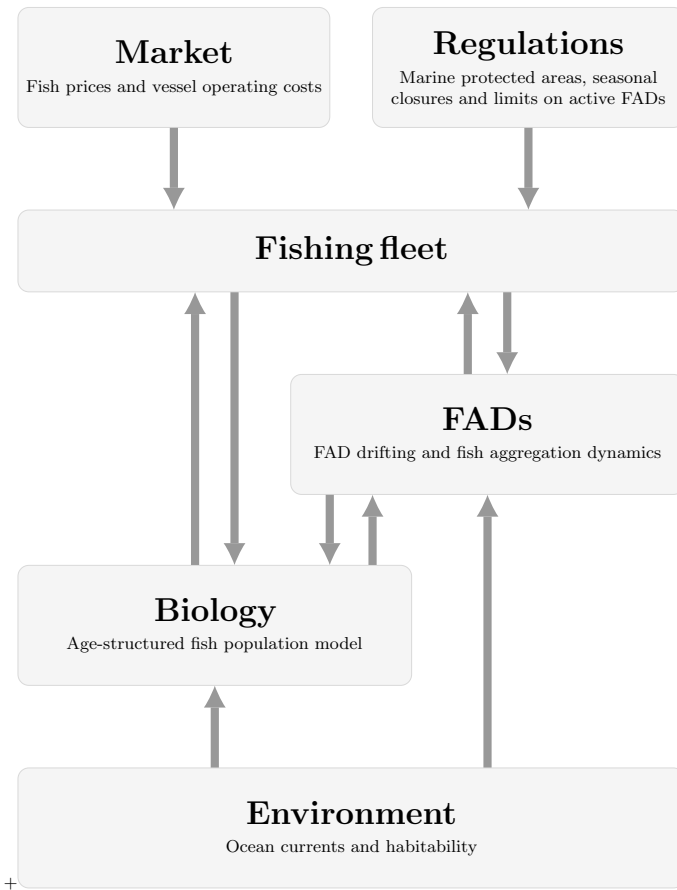 Market
Fish prices and vessel operating costs
Regulations
Marine protected areas, seasonal
closures and limits on active FADs
Fishing fleet
FADs
FAD drifting and fish aggregation dynamics
Biology
Age-structured fish population model
Environment
Ocean currents and habitability
+